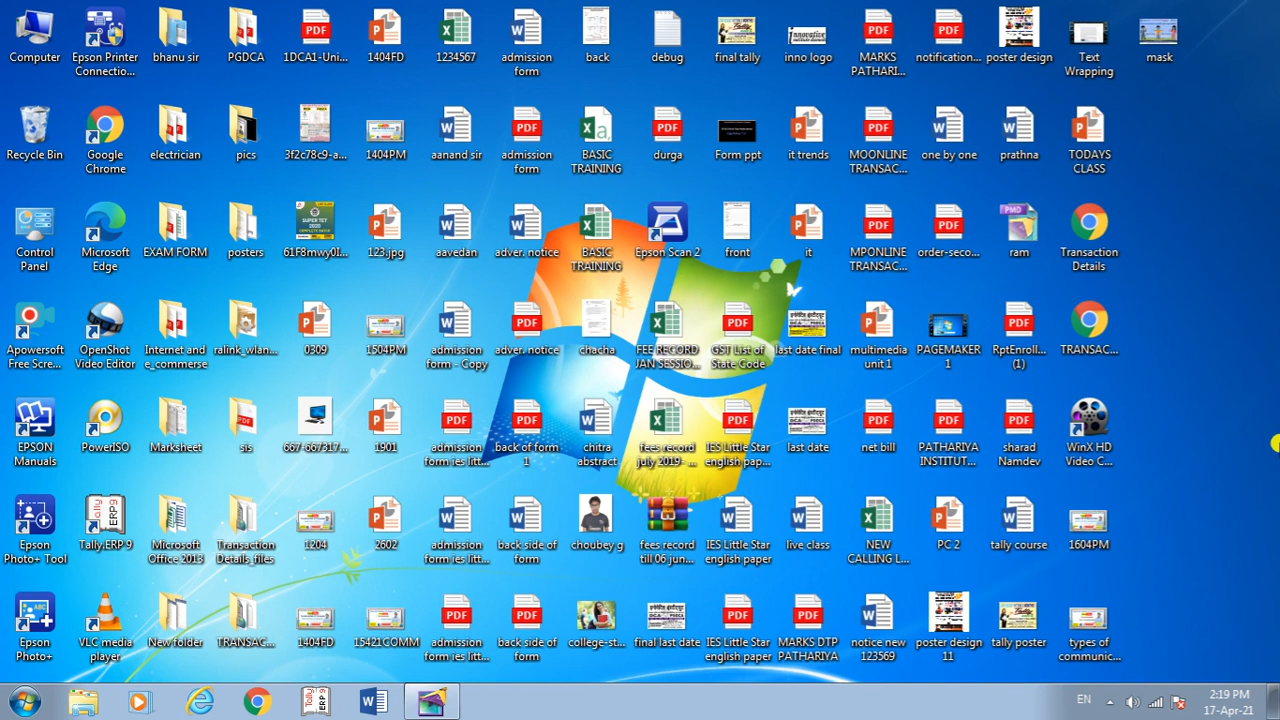 Computer
Epson Printer
Connectio...
bhanu sir
PGDCA
1DCA1-Uni...
1404FD
1234567
admission
form
back
debug
final tally
inno logo
MARKS
PATHARI...
notification...
poster design
Text
Wrapping
mask
Recycle Bin
Google
Chrome
electrician
pics
3f2c78c9-a...
1404PM
aanand sir
admission
form
BASIC
TRAINING
durga
Form ppt
it trends
MOONLINE
TRANSAC...
one by one
prathna
TODAYS
CLASS
Control
Panel
Microsoft
Edge
EXAM FORM
posters
61F8mwy0lI...
123.jpg
aavedan
adver. notice
BASIC
TRAINING
Epson Scan 2
front
it
MPONLINE
TRANSAC...
order-seco...
ram
Transaction
Details
Apowersoft
Free Scre...
OpenShot
Video Editor
Internet and
e_commerse
ralink_wlan...
0309
1504PM
admission
form - Copy
adver. notice
chacha
FEE RECORD
JAN SESSIO...
GST List of
State Code
last date final
multimedia
unit 1
PAGEMAKER
1
RptEnroll...
(1)
TRANSAC...
EPSON
Manuals
PowerISO
Marksheet
sis
667-667217...
1901
admission
form ies litt...
back of form
1
chitra
abstract
fees record
july 2019- ...
IES Little Star
english pap...
last date
net bill
PATHARIYA
INSTITUT...
sharad
Namdev
WinX HD
Video C...
Epson
Photo+ Tool
Tally.ERP 9
Microsoft
Office 2013
Transaction
Details_files
1204
2602
admission
form ies litt...
back side of
form
choubey g
fees record
till 06 jun...
IES Little Star
english paper
live class
NEW
CALLING L...
PC 2
tally course
1604PM
Epson
Photo+
VLC media
player
New folder
1404FD
15421COMM
admission
form ies litt...
back side of
form
college-st...
final last date
IES Little Star
english paper
MARKS DTP
PATHARIYA
notice new
123569
poster design
11
tally poster
types of
communic...
EN
2:19 PM
17-Apr-21